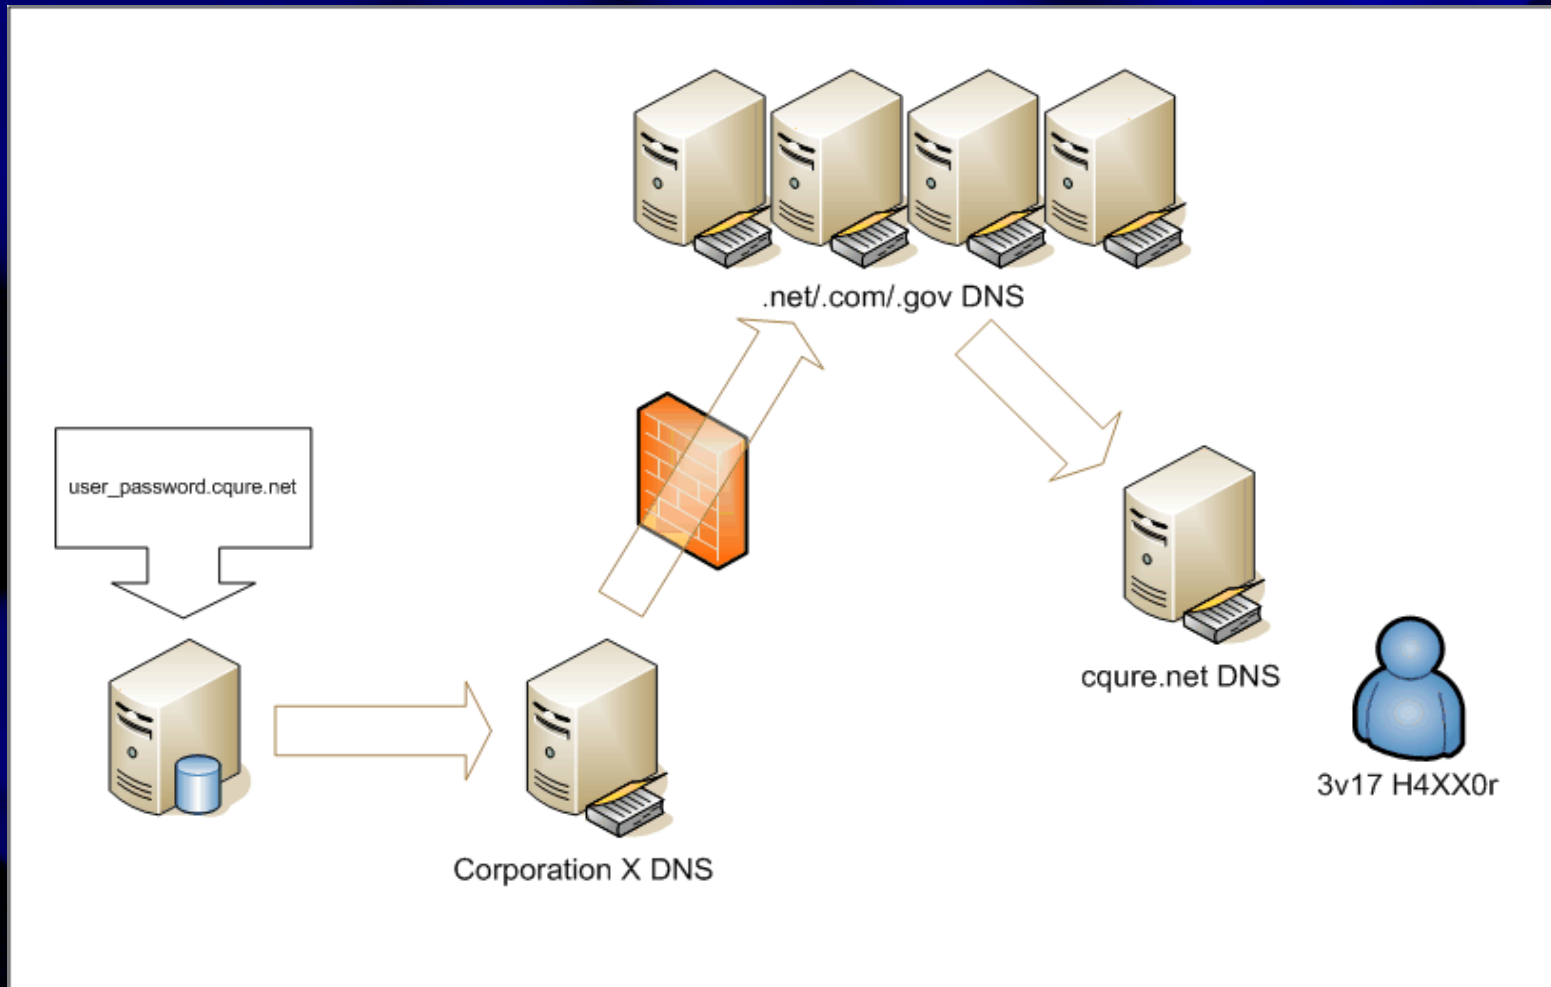 .net/.com/.gov DNS
user_password.cqure.net
cqure.net DNS
3v17 H4XX0r
Corporation X DNS